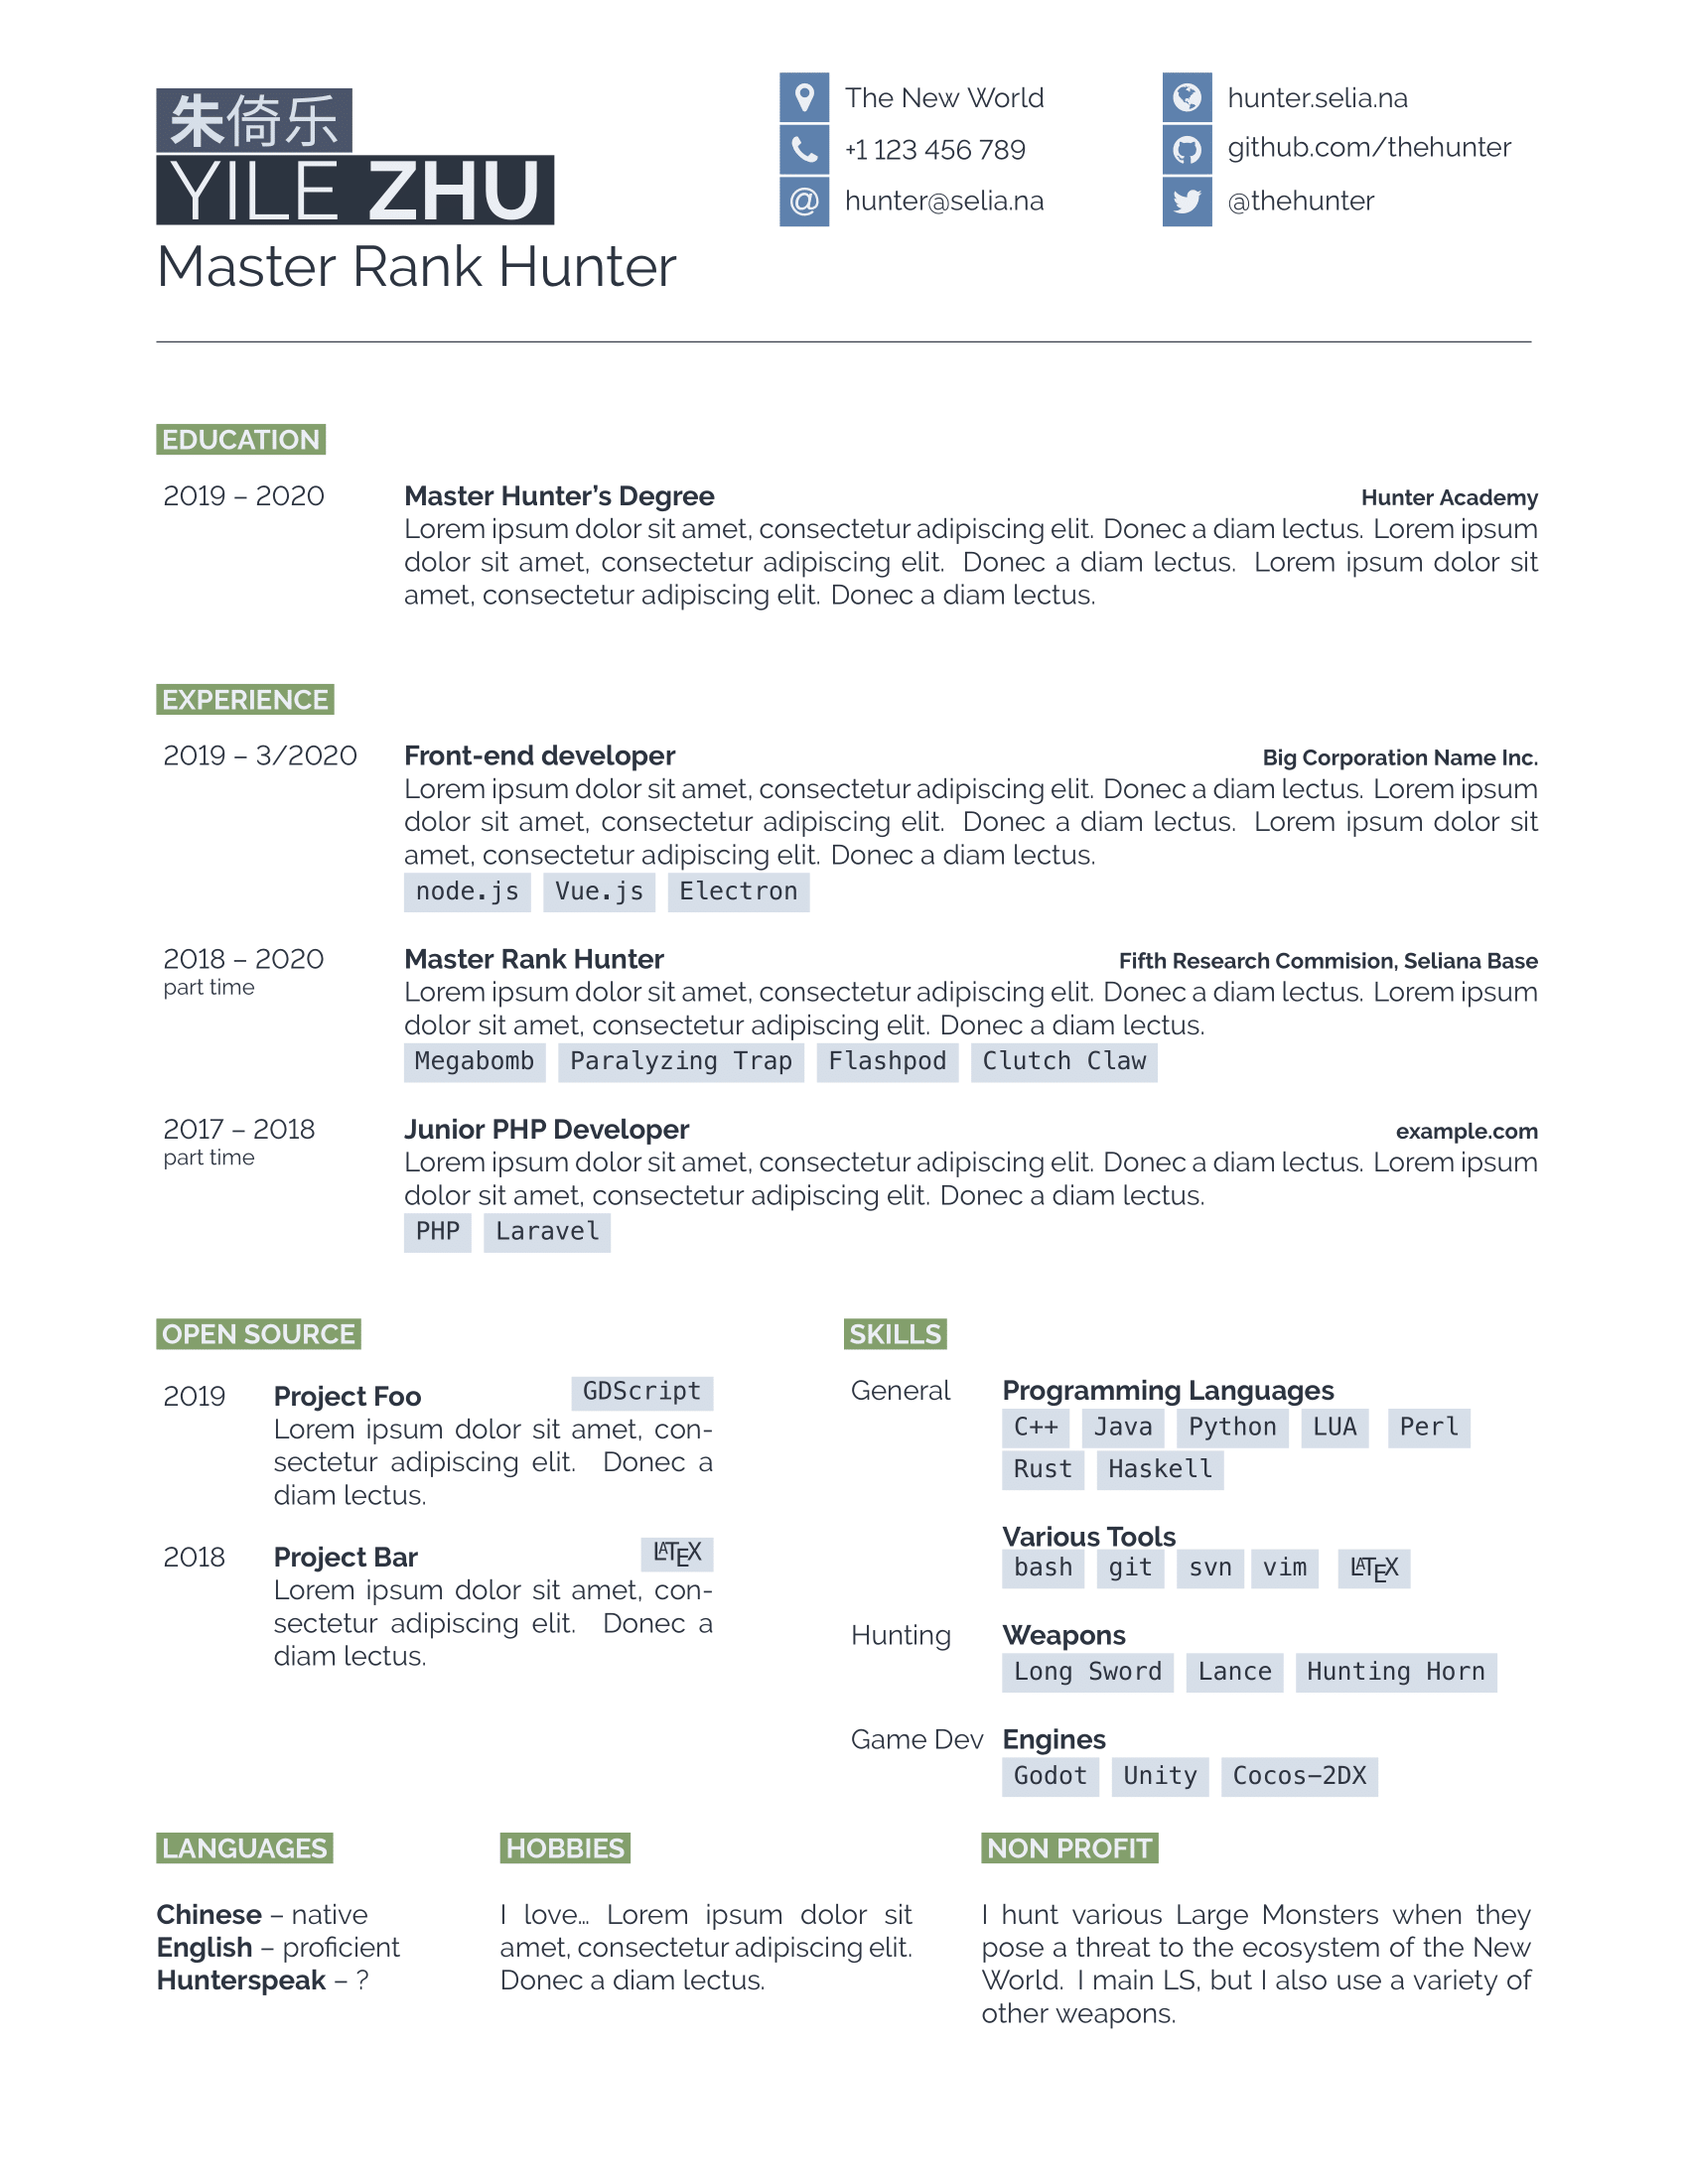 朱倚乐
YILE ZHU
Master Rank Hunter
The New World
+1 123 456 789
@ hunter@selia.na
hunter.selia.na
github.com/thehunter
@thehunter
EDUCATION
2019 – 2020 Master Hunter’s Degree Hunter Academy
Lorem ipsum dolor sit amet, consectetur adipiscing elit. Donec a diam lectus. Lorem ipsum
dolor sit amet, consectetur adipiscing elit. Donec a diam lectus. Lorem ipsum dolor sit
amet, consectetur adipiscing elit. Donec a diam lectus.
EXPERIENCE
2019 – 3/2020 Front-end developer Big Corporation Name Inc.
Lorem ipsum dolor sit amet, consectetur adipiscing elit. Donec a diam lectus. Lorem ipsum
dolor sit amet, consectetur adipiscing elit. Donec a diam lectus. Lorem ipsum dolor sit
amet, consectetur adipiscing elit. Donec a diam lectus.
node.js Vue.js Electron
2018 – 2020 Master Rank Hunter Fifth Research Commision, Seliana Base
part time
Lorem ipsum dolor sit amet, consectetur adipiscing elit. Donec a diam lectus. Lorem ipsum
dolor sit amet, consectetur adipiscing elit. Donec a diam lectus.
Megabomb Paralyzing Trap Flashpod Clutch Claw
2017 – 2018 Junior PHP Developer example.com
part time
Lorem ipsum dolor sit amet, consectetur adipiscing elit. Donec a diam lectus. Lorem ipsum
dolor sit amet, consectetur adipiscing elit. Donec a diam lectus.
PHP Laravel
OPEN SOURCE
2019 Project Foo GDScript
Lorem ipsum dolor sit amet, con-
sectetur adipiscing elit. Donec a
diam lectus.
2018 Project Bar LATEX
Lorem ipsum dolor sit amet, con-
sectetur adipiscing elit. Donec a
diam lectus.
SKILLS
General Programming Languages
C++ Java Python LUA Perl
Rust Haskell
Various Tools
bash git svn vim LATEX
Hunting Weapons
Long Sword Lance Hunting Horn
Game Dev Engines
Godot Unity Cocos-2DX
LANGUAGES
Chinese – native
English – proficient
Hunterspeak – ?
HOBBIES
I love… Lorem ipsum dolor sit
amet, consectetur adipiscing elit.
Donec a diam lectus.
NON PROFIT
I hunt various Large Monsters when they
pose a threat to the ecosystem of the New
World. I main LS, but I also use a variety of
other weapons.